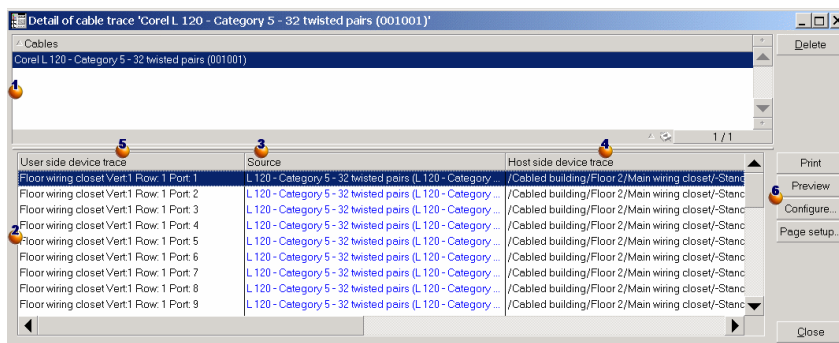 Detail of cable trace 'Corel L 120 - Category 5 - 32 twisted pairs (001001)'
Cables
Delete
Corel L 120 - Category 5 - 32 twisted pairs (001001)
1
1 / 1
5 3 4
User side device trace Source Host side device trace
Print
Floor wiring closet Vert:1 Row: 1 Port: 1 L 120 - Category 5 - 32 twisted pairs (L 120 - Category ... /Cabled building/Floor 2/Main wiring closet/-Stanc
Floor wiring closet Vert:1 Row: 1 Port: 2 L 120 - Category 5 - 32 twisted pairs (L 120 - Category ... /Cabled building/Floor 2/Main wiring closet/-Stanc
Preview
6
Floor wiring closet Vert:1 Row: 1 Port: 3 L 120 - Category 5 - 32 twisted pairs (L 120 - Category ... /Cabled building/Floor 2/Main wiring closet/-Stanc
Configure...
Floor wiring closet Vert:1 Row: 1 Port: 4 L 120 - Category 5 - 32 twisted pairs (L 120 - Category ... /Cabled building/Floor 2/Main wiring closet/-Stanc
2
Page setup...
Floor wiring closet Vert:1 Row: 1 Port: 5 L 120 - Category 5 - 32 twisted pairs (L 120 - Category ... /Cabled building/Floor 2/Main wiring closet/-Stanc
Floor wiring closet Vert:1 Row: 1 Port: 6 L 120 - Category 5 - 32 twisted pairs (L 120 - Category ... /Cabled building/Floor 2/Main wiring closet/-Stanc
Floor wiring closet Vert:1 Row: 1 Port: 7 L 120 - Category 5 - 32 twisted pairs (L 120 - Category ... /Cabled building/Floor 2/Main wiring closet/-Stanc
Floor wiring closet Vert:1 Row: 1 Port: 8 L 120 - Category 5 - 32 twisted pairs (L 120 - Category ... /Cabled building/Floor 2/Main wiring closet/-Stanc
Floor wiring closet Vert:1 Row: 1 Port: 9 L 120 - Category 5 - 32 twisted pairs (L 120 - Category ... /Cabled building/Floor 2/Main wiring closet/-Stanc
Close